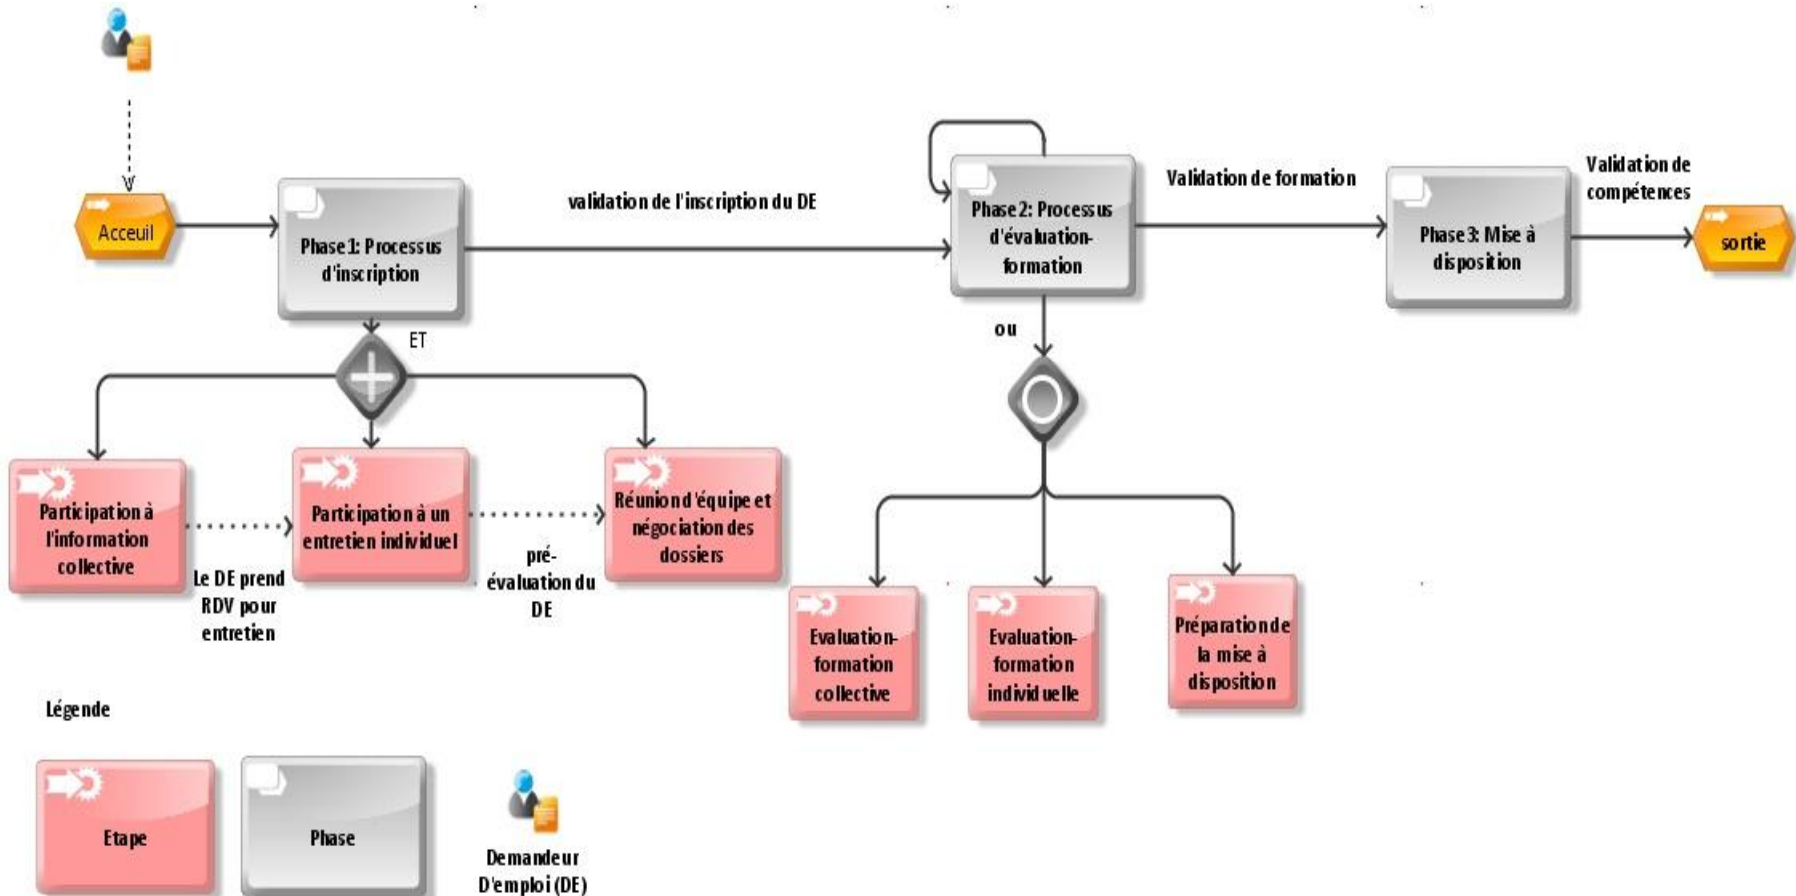 Acceuil
Phase 1: Processus
d'inscription
validation de l'inscription du DE
Phase 2: Processus
d'évaluation-
formation
Validation de formation
Phase 3: Mise à
disposition
Validation de
compétences
sortie
ET
ou
Participation à
l'information
collective
Le DE prend
RDV pour
entretien
Participation à un
entretien individuel
pré-
évaluation du
DE
Réunion d'équipe et
négociation des
dossiers
Evaluation-
formation
collective
Evaluation-
formation
individuelle
Préparation de
la mise à
disposition
Légende
Etape
Phase
Demandeur
D'emploi (DE)